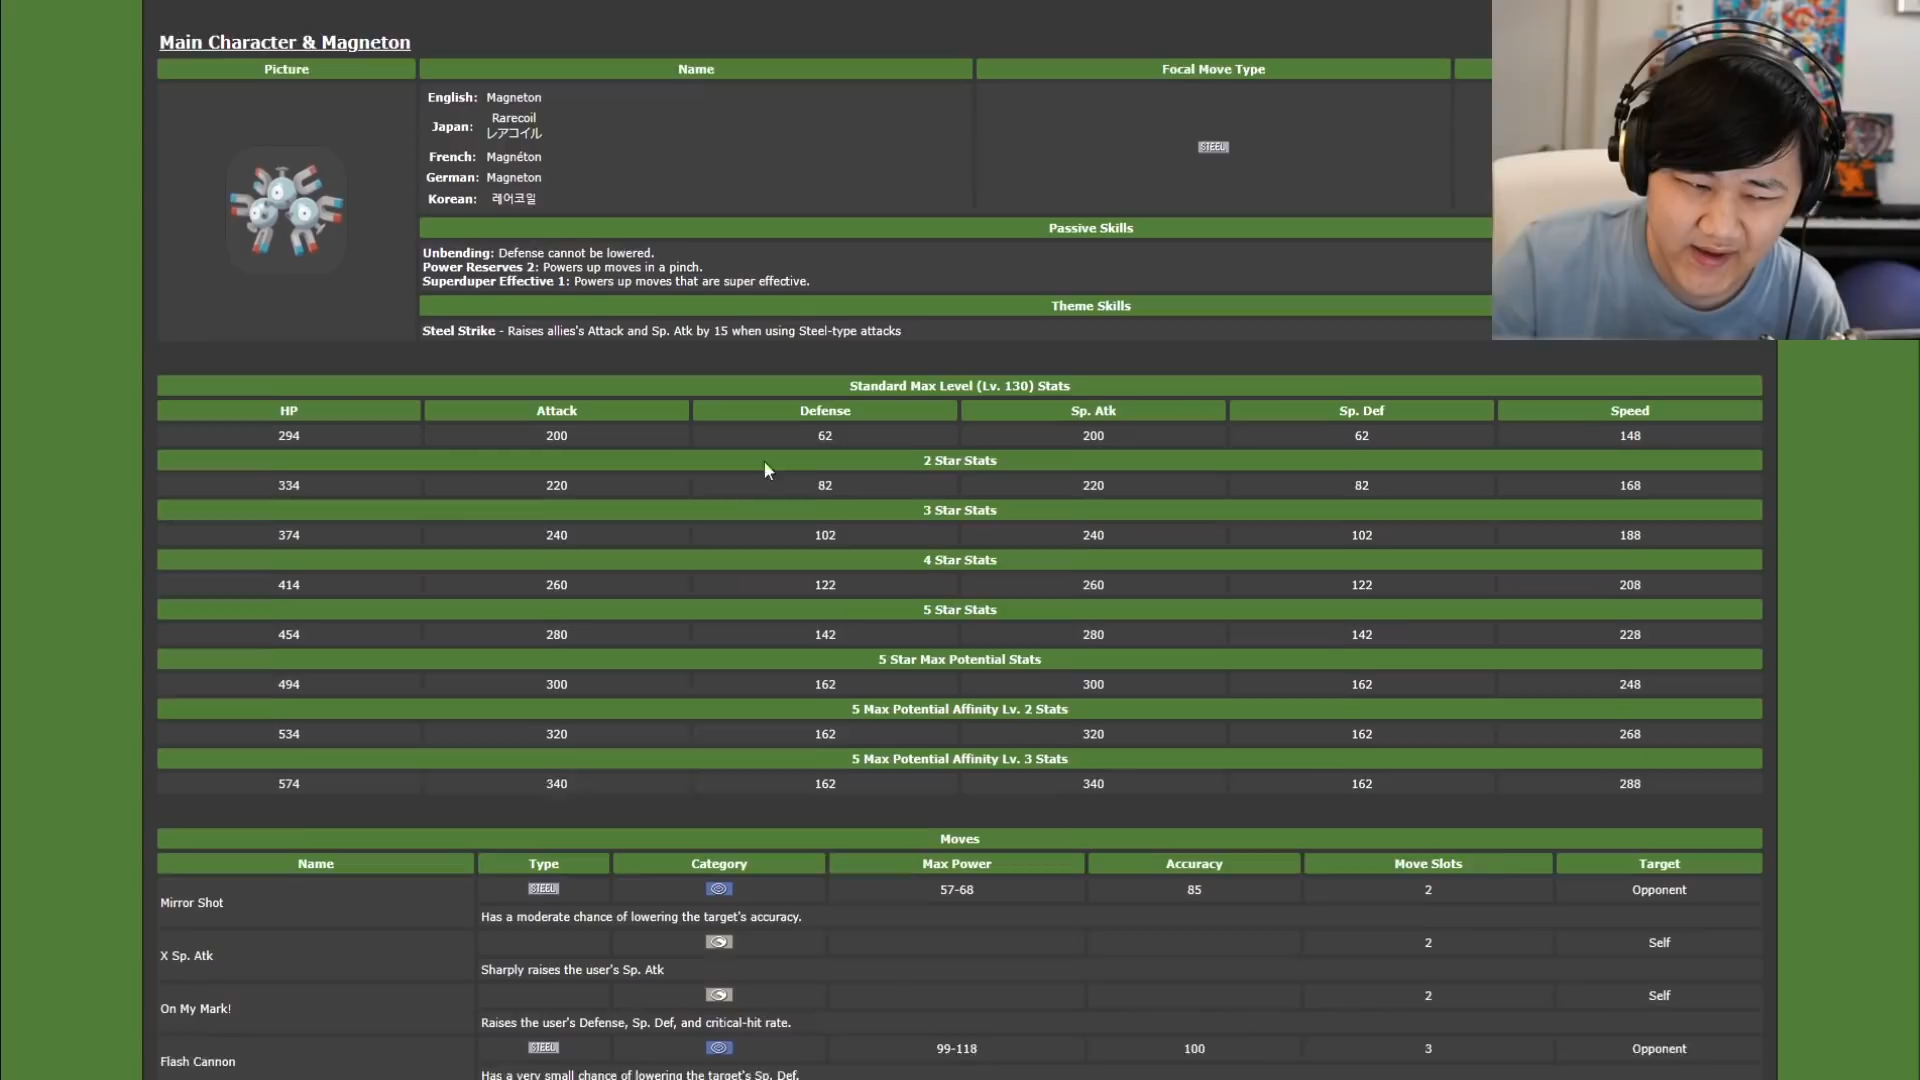 Main Character & Magneton
Picture Name Focal Move Type
English: Magneton
Japan: Rarecoil
レアコイル
French: Magnéton
German: Magneton
Korean: 레어코일
STEEL
Passive Skills
Unbending: Defense cannot be lowered.
Power Reserves 2: Powers up moves in a pinch.
Superduper Effective 1: Powers up moves that are super effective.
Theme Skills
Steel Strike - Raises allies's Attack and Sp. Atk by 15 when using Steel-type attacks
Standard Max Level (Lv. 130) Stats
HP Attack Defense Sp. Atk Sp. Def Speed
294 200 62 200 62 148
2 Star Stats
334 220 82 220 82 168
3 Star Stats
374 240 102 240 102 188
4 Star Stats
414 260 122 260 122 208
5 Star Stats
454 280 142 280 142 228
5 Star Max Potential Stats
494 300 162 300 162 248
5 Max Potential Affinity Lv. 2 Stats
534 320 162 320 162 268
5 Max Potential Affinity Lv. 3 Stats
574 340 162 340 162 288
Moves
Name Type Category Max Power Accuracy Move Slots Target
Mirror Shot STEEL 57-68 85 2 Opponent
Has a moderate chance of lowering the target's accuracy.
X Sp. Atk 2 Self
Sharply raises the user's Sp. Atk
On My Mark! 2 Self
Raises the user's Defense, Sp. Def, and critical-hit rate.
Flash Cannon STEEL 99-118 100 3 Opponent
Has a very small chance of lowering the target's Sp. Def.